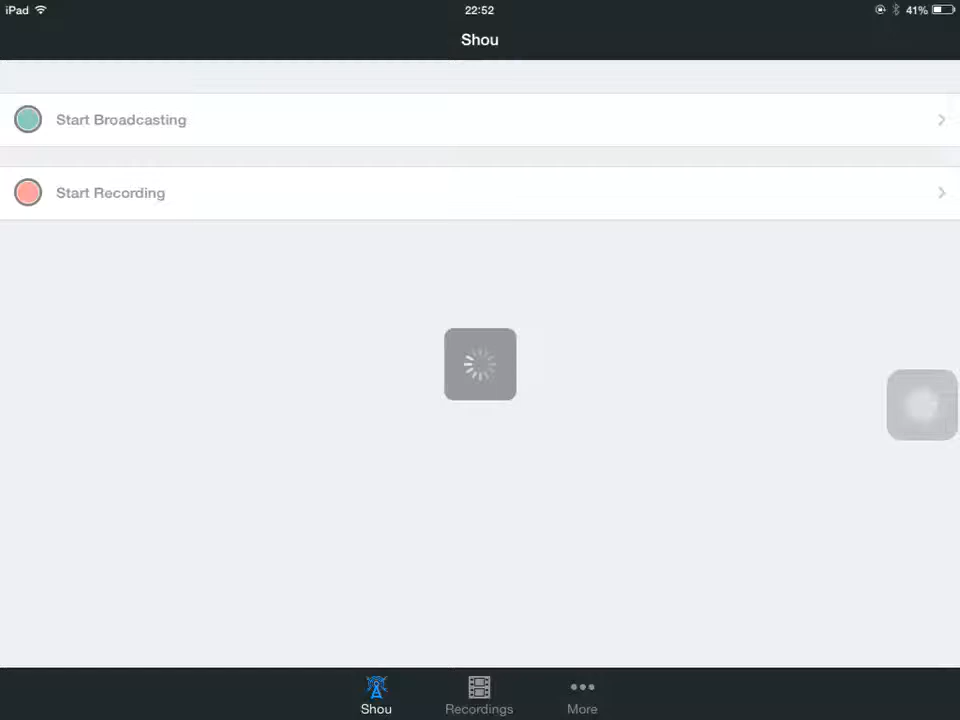 iPad 22:52 41%
Shou
Start Broadcasting
Start Recording
Shou Recordings More